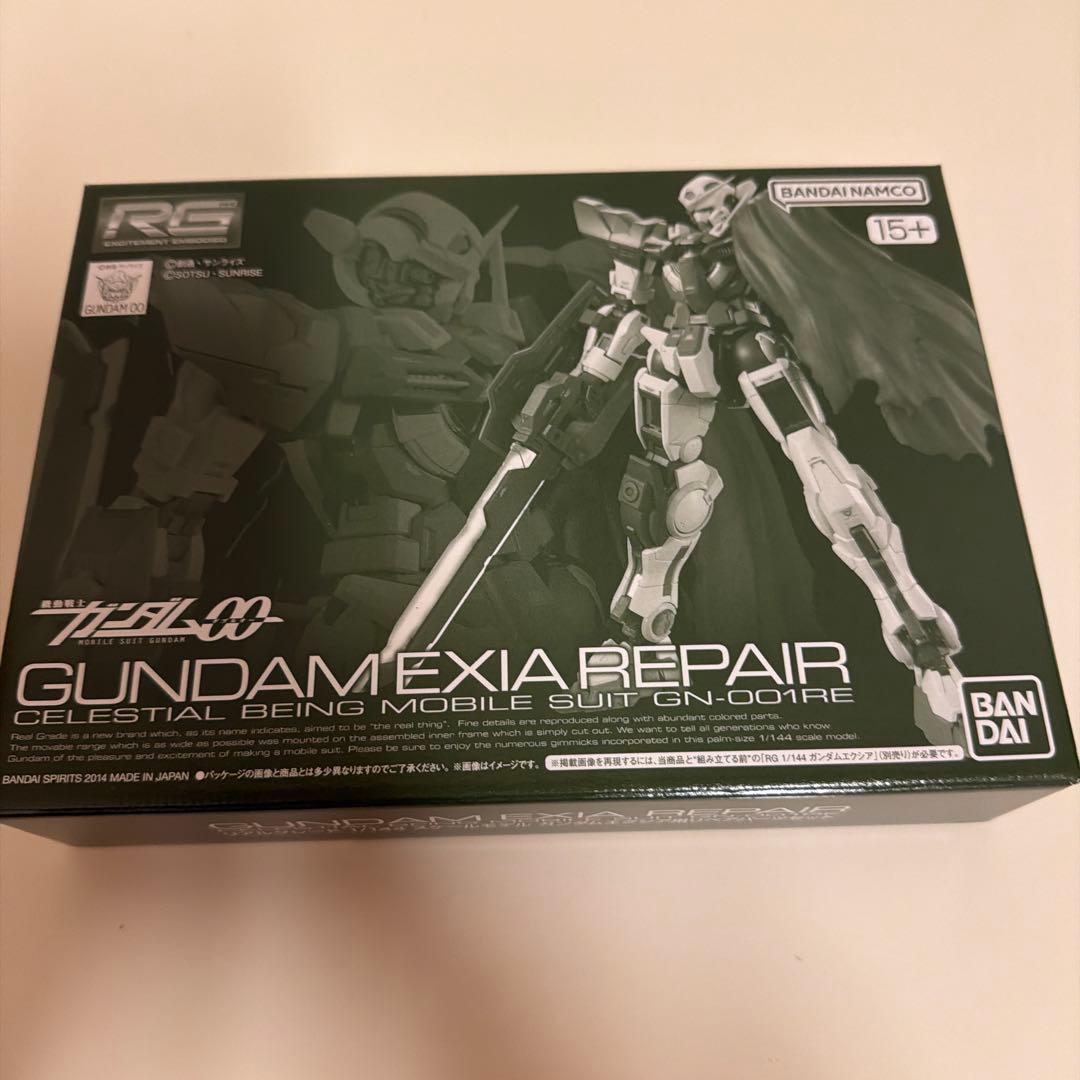 RG
EXCITEMENT EMBODIED
©創通・サンライズ
©SOTSU・SUNRISE
GUNDAM 00
BANDAI NAMCO
15+
機動戦士
ガンダム00
MOBILE SUIT GUNDAM
GUNDAM EXIA REPAIR
CELESTIAL BEING MOBILE SUIT GN-001RE
Real Grade is a new brand which, as its name indicates, aimed to be "the real thing". Fine details are reproduced along with abundant colored parts.
The movable range which is as wide as possible was mounted on the assembled inner frame which is simply cut out. We want to tell all generations who know
Gundam of the pleasure and excitement of making a mobile suit. Please be sure to enjoy the numerous gimmicks incorporated in this palm-size 1/144 scale model.
BAN
DAI
BANDAI SPIRITS 2014 MADE IN JAPAN ●パッケージの画像と商品とは多少異なりますのでご了承ください。 ※画像はイメージです。
※掲載画像を再現するには、当商品と"組み立てる前"の「RG 1/144 ガンダムエクシア」(別売り)が必要です。
GUNDAM EXIA REPAIR